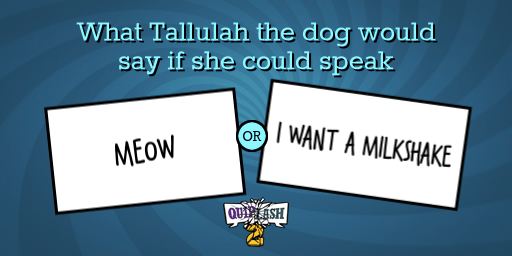 What Tallulah the dog would
say if she could speak
MEOW
OR
I WANT A MILKSHAKE
QUIPLASH
2